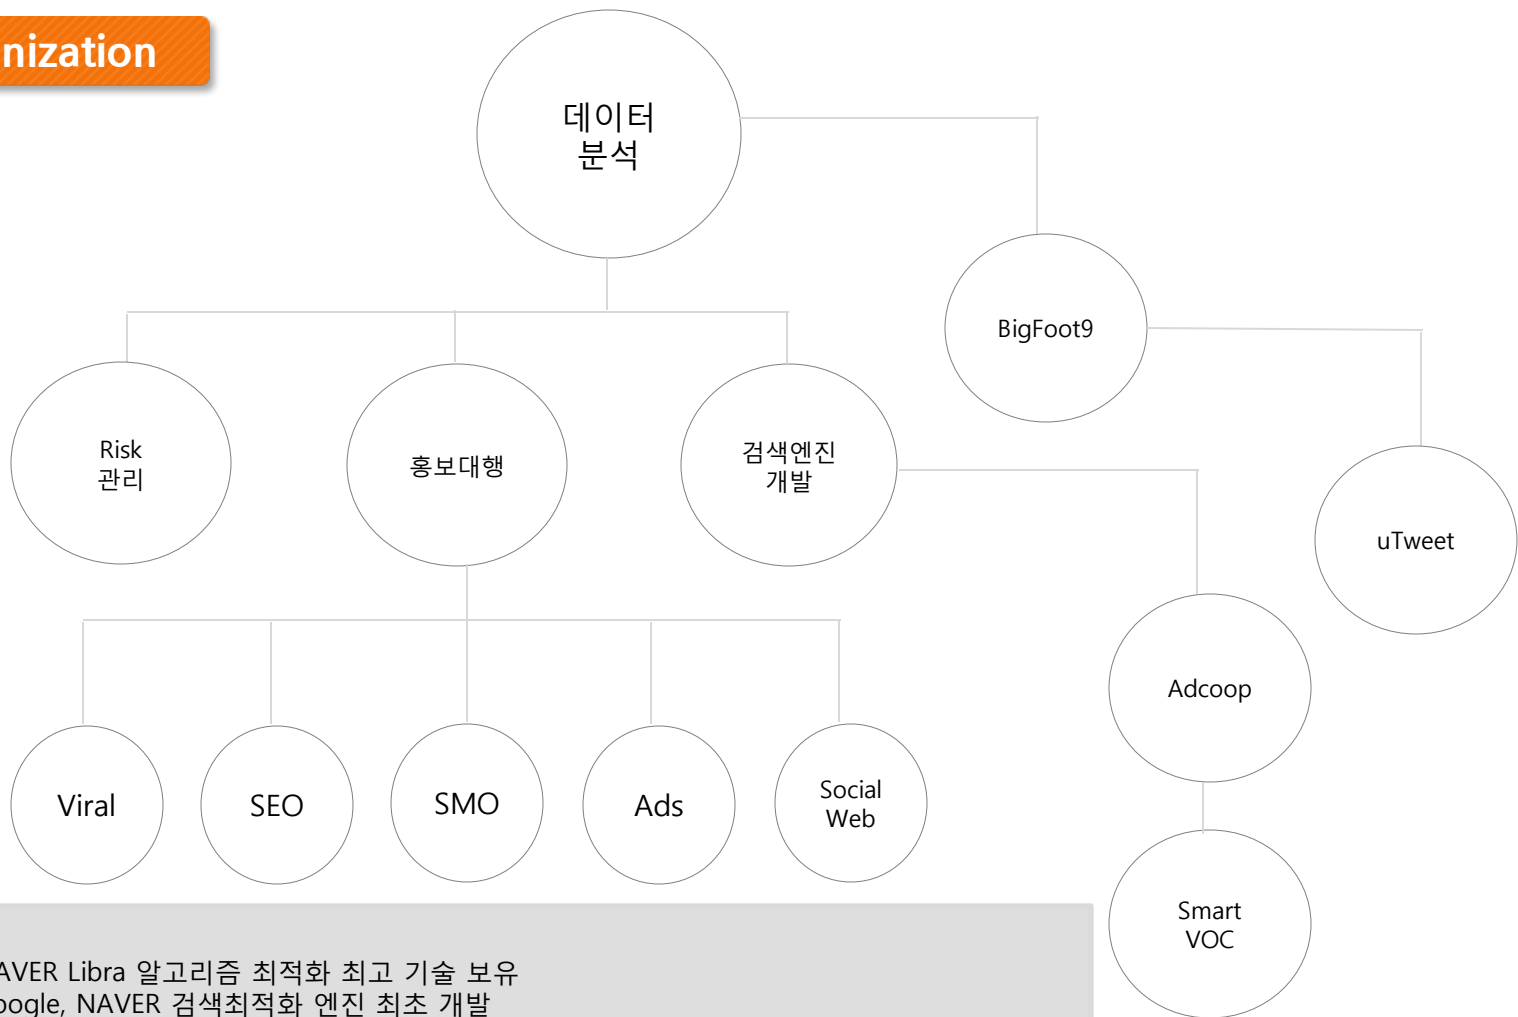 nization
데이터
분석
BigFoot9
Risk
관리
홍보대행
검색엔진
개발
uTweet
Adcoop
Viral
SEO
SMO
Ads
Social
Web
Smart
VOC
AVER Libra 알고리즘 최적화 최고 기술 보유
oogle, NAVER 검색최적화 엔진 최초 개발